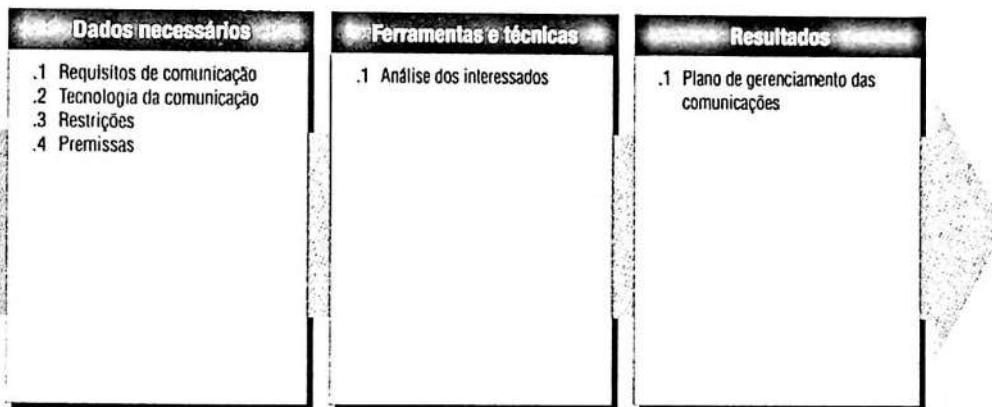 Dados necessários
.1 Requisitos de comunicação
.2 Tecnologia da comunicação
.3 Restrições
.4 Premissas
Ferramentas e técnicas
.1 Análise dos interessados
Resultados
.1 Plano de gerenciamento das
comunicações